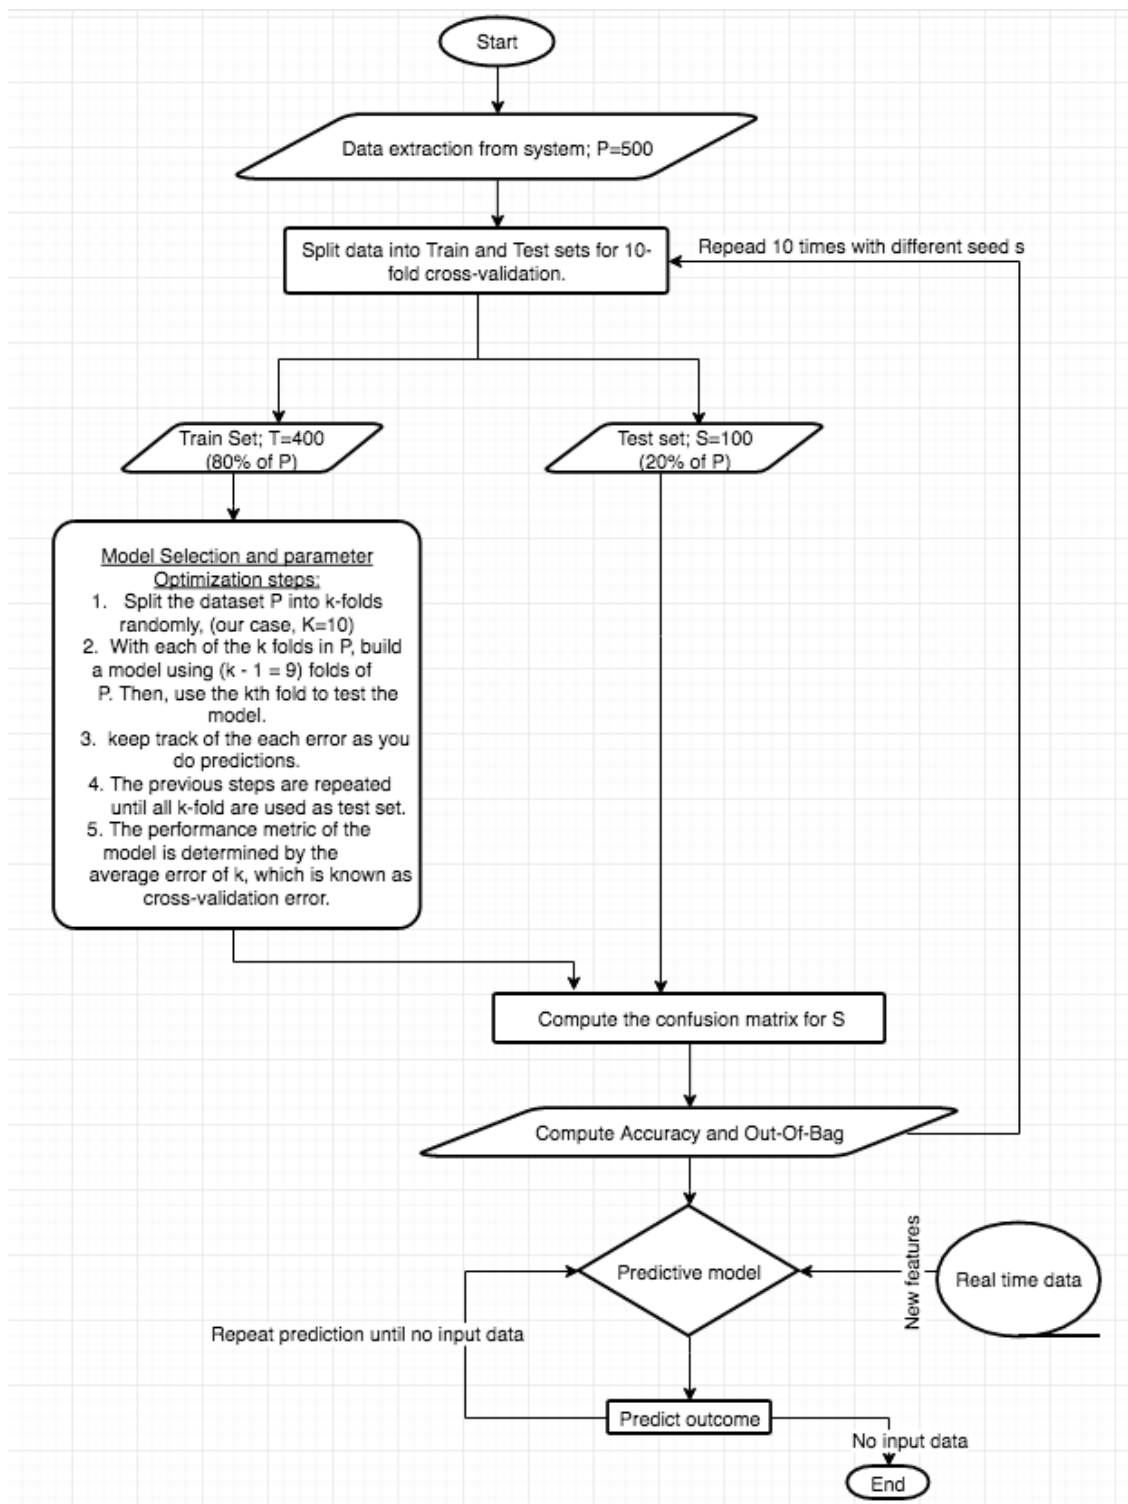 Start
Data extraction from system; P=500
Split data into Train and Test sets for 10-
fold cross-validation.
Repead 10 times with different seed s
Train Set; T=400
(80% of P)
Test set; S=100
(20% of P)
Model Selection and parameter
Optimization steps:
1. Split the dataset P into k-folds
randomly, (our case, K=10)
2. With each of the k folds in P, build
a model using (k - 1 = 9) folds of
P. Then, use the kth fold to test the
model.
3. keep track of the each error as you
do predictions.
4. The previous steps are repeated
until all k-fold are used as test set.
5. The performance metric of the
model is determined by the
average error of k, which is known as
cross-validation error.
Compute the confusion matrix for S
Compute Accuracy and Out-Of-Bag
Predictive model
New features
Real time data
Repeat prediction until no input data
Predict outcome
No input data
End